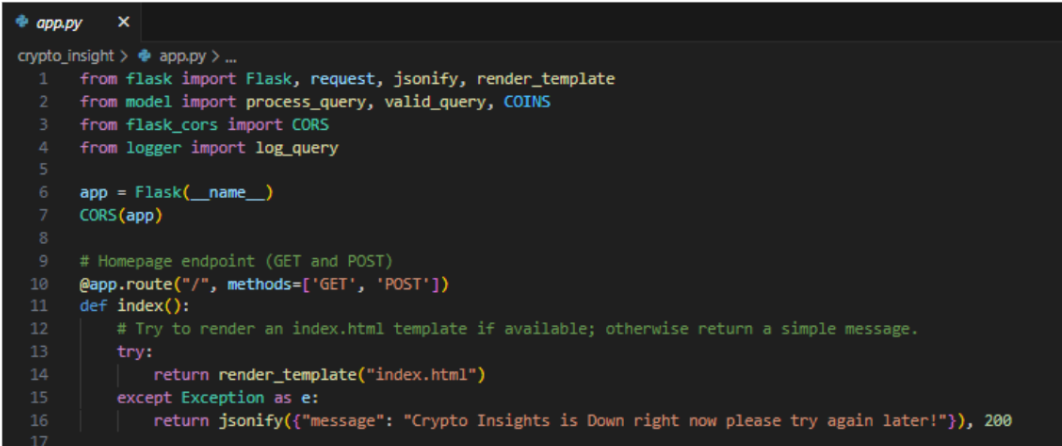 app.py ×
crypto_insight > app.py > ...
1 from flask import Flask, request, jsonify, render_template
2 from model import process_query, valid_query, COINS
3 from flask_cors import CORS
4 from logger import log_query
5
6 app = Flask(__name__)
7 CORS(app)
8
9 # Homepage endpoint (GET and POST)
10 @app.route("/", methods=['GET', 'POST'])
11 def index():
12     # Try to render an index.html template if available; otherwise return a simple message.
13     try:
14         return render_template("index.html")
15     except Exception as e:
16         return jsonify({"message": "Crypto Insights is Down right now please try again later!"}), 200
17